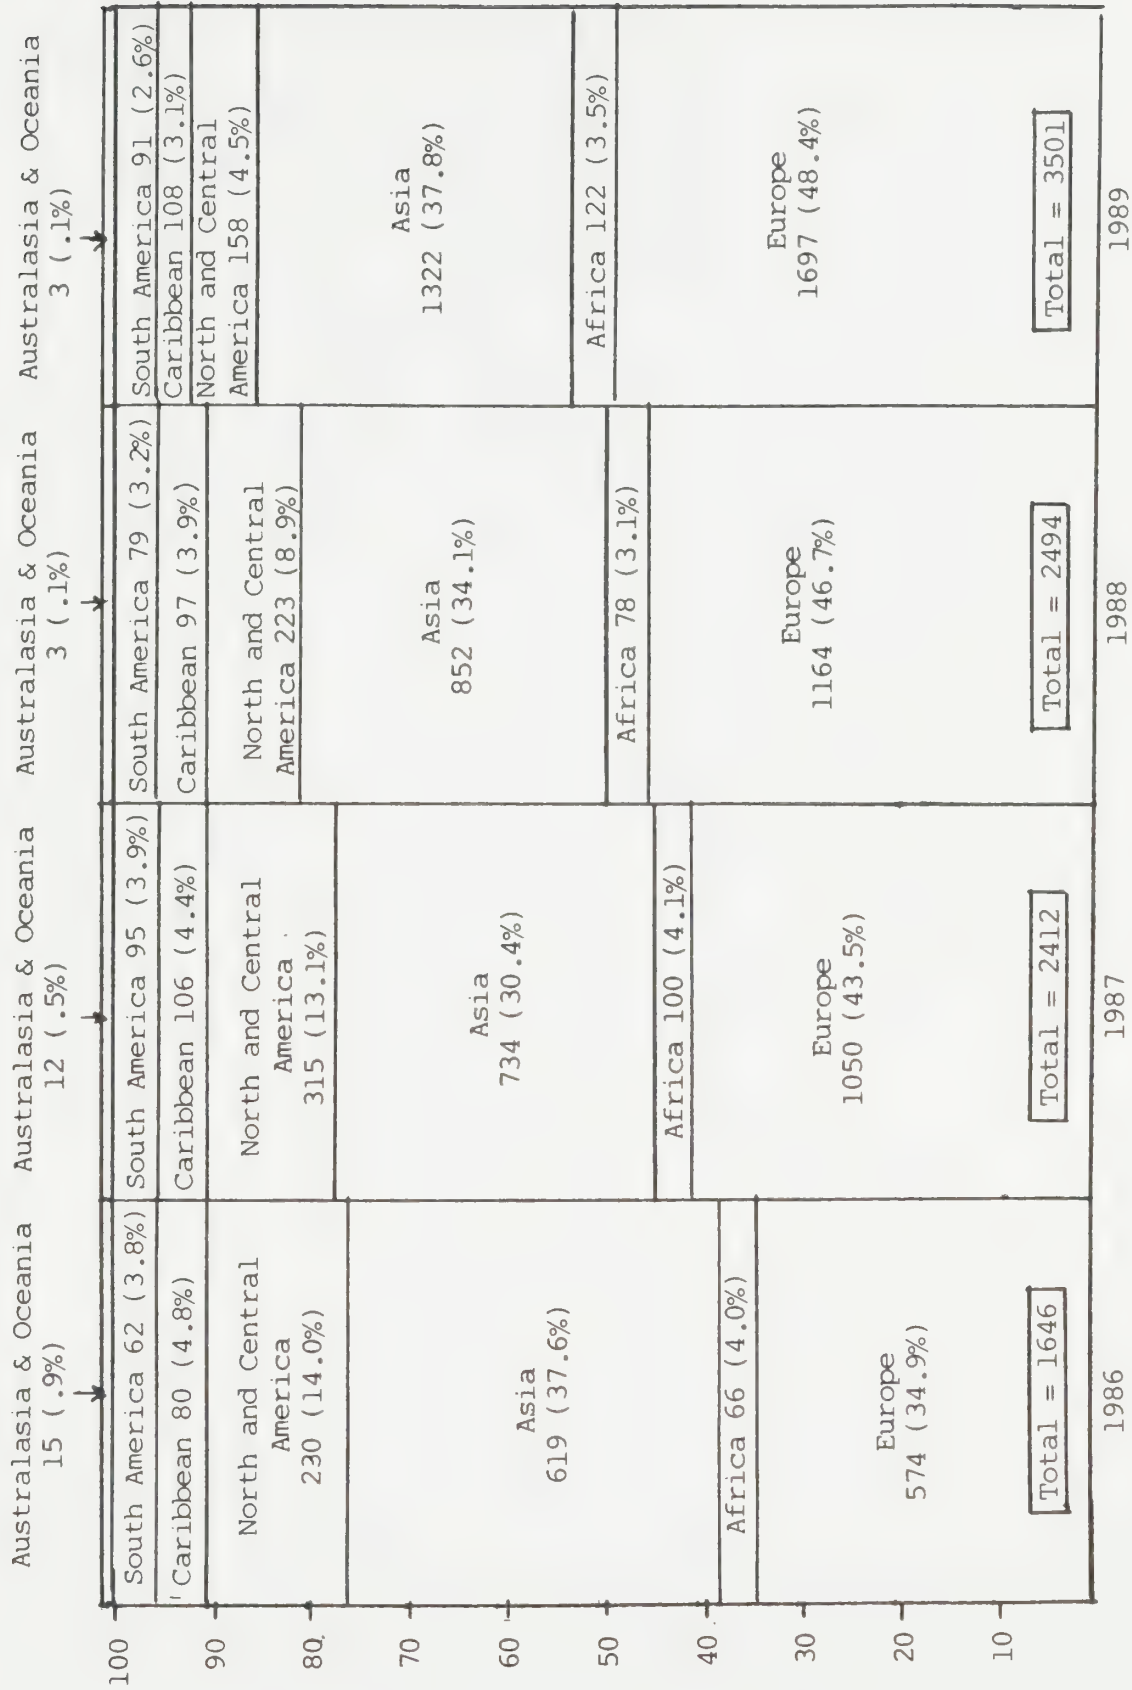 Australasia & Oceania
15 (.9%)
South America 62 (3.8%)
Caribbean 80 (4.8%)
North and Central
America
230 (14.0%)
Asia
619 (37.6%)
Africa 66 (4.0%)
Europe
574 (34.9%)
Total = 1646
1986
Australasia & Oceania
12 (.5%)
South America 95 (3.9%)
Caribbean 106 (4.4%)
North and Central
America
315 (13.1%)
Asia
734 (30.4%)
Africa 100 (4.1%)
Europe
1050 (43.5%)
Total = 2412
1987
Australasia & Oceania
3 (.1%)
South America 79 (3.2%)
Caribbean 97 (3.9%)
North and Central
America 223 (8.9%)
Asia
852 (34.1%)
Africa 78 (3.1%)
Europe
1164 (46.7%)
Total = 2494
1988
Australasia & Oceania
3 (.1%)
South America 91 (2.6%)
Caribbean 108 (3.1%)
North and Central
America 158 (4.5%)
Asia
1322 (37.8%)
Africa 122 (3.5%)
Europe
1697 (48.4%)
Total = 3501
1989
100
90
80
70
60
50
40
30
20
10